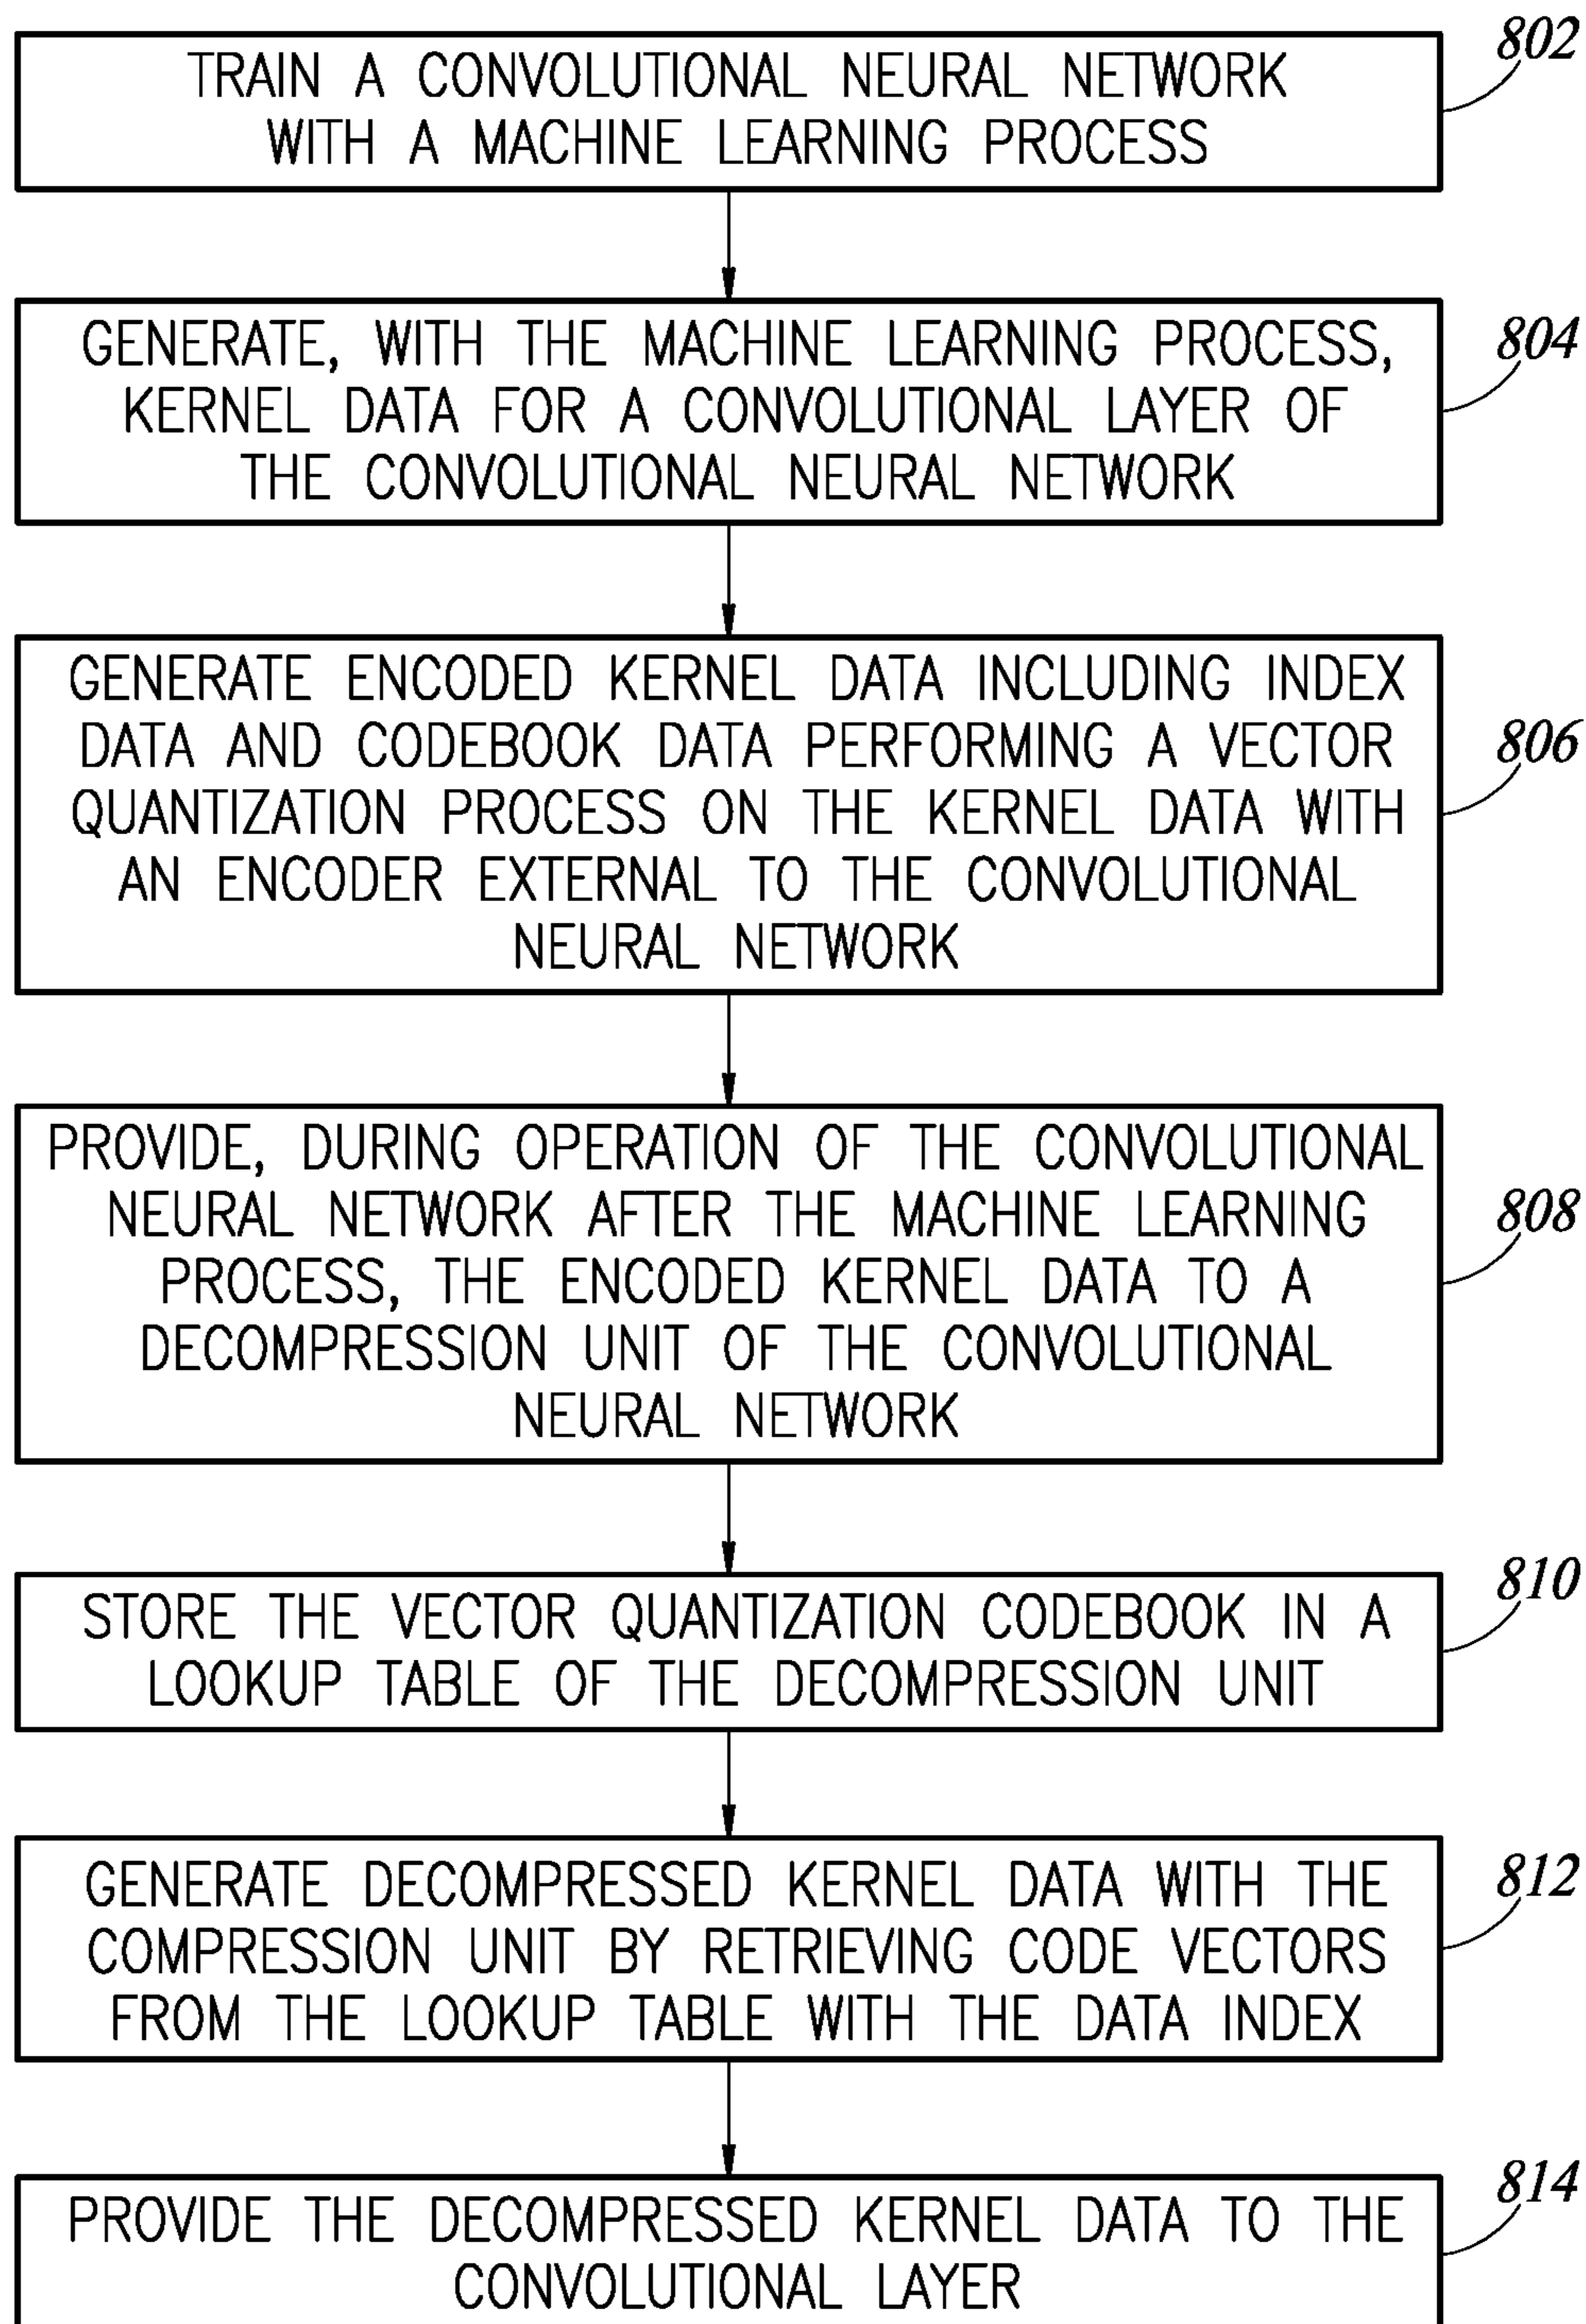 802
TRAIN A CONVOLUTIONAL NEURAL NETWORK
WITH A MACHINE LEARNING PROCESS
804
GENERATE, WITH THE MACHINE LEARNING PROCESS,
KERNEL DATA FOR A CONVOLUTIONAL LAYER OF
THE CONVOLUTIONAL NEURAL NETWORK
806
GENERATE ENCODED KERNEL DATA INCLUDING INDEX
DATA AND CODEBOOK DATA PERFORMING A VECTOR
QUANTIZATION PROCESS ON THE KERNEL DATA WITH
AN ENCODER EXTERNAL TO THE CONVOLUTIONAL
NEURAL NETWORK
808
PROVIDE, DURING OPERATION OF THE CONVOLUTIONAL
NEURAL NETWORK AFTER THE MACHINE LEARNING
PROCESS, THE ENCODED KERNEL DATA TO A
DECOMPRESSION UNIT OF THE CONVOLUTIONAL
NEURAL NETWORK
810
STORE THE VECTOR QUANTIZATION CODEBOOK IN A
LOOKUP TABLE OF THE DECOMPRESSION UNIT
812
GENERATE DECOMPRESSED KERNEL DATA WITH THE
COMPRESSION UNIT BY RETRIEVING CODE VECTORS
FROM THE LOOKUP TABLE WITH THE DATA INDEX
814
PROVIDE THE DECOMPRESSED KERNEL DATA TO THE
CONVOLUTIONAL LAYER